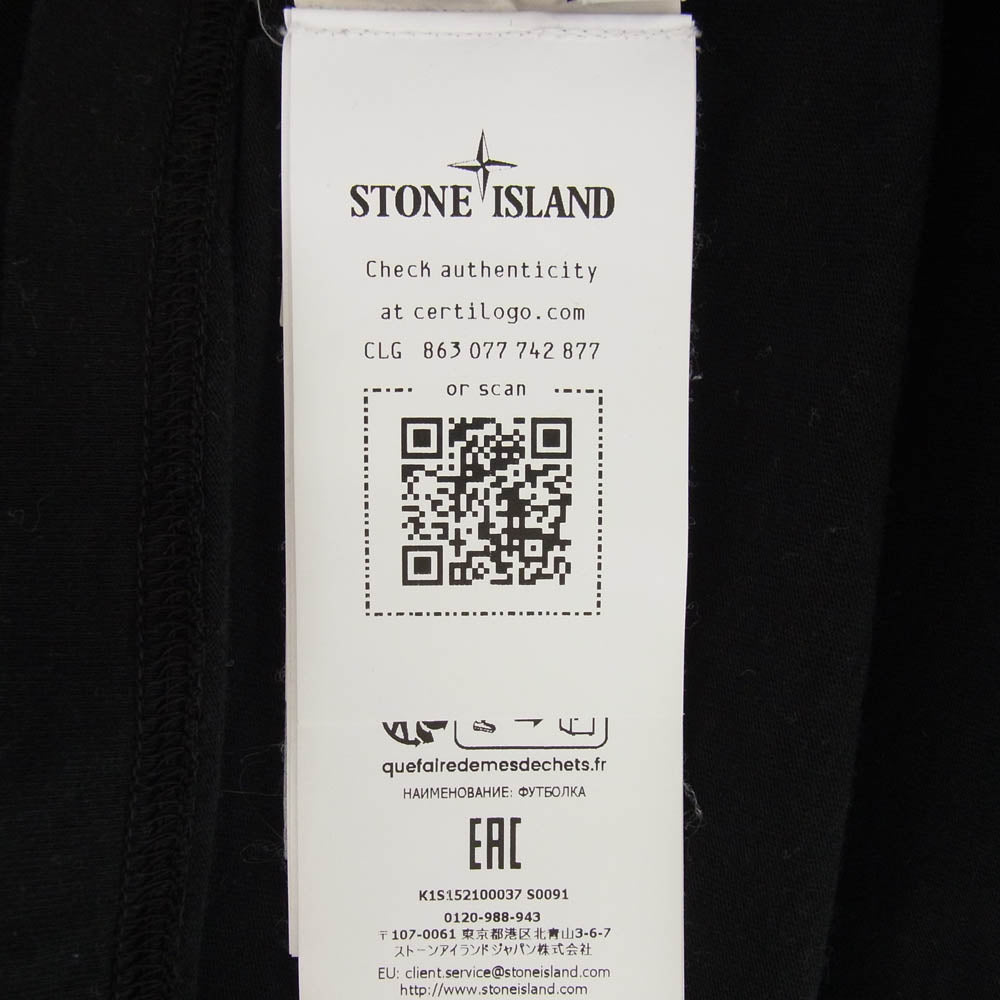 STONE ISLAND
Check authenticity
at certilogo.com
CLG 863 077 742 877
or scan
quefairedemesdechets.fr
НАИМЕНОВАНИЕ: ФУТБОЛКА
EAC
K1S152100037 S0091
0120-988-943
〒107-0061 東京都港区北青山3-6-7
ストーンアイランドジャパン株式会社
EU: client.service@stoneisland.com
http://www.stoneisland.com